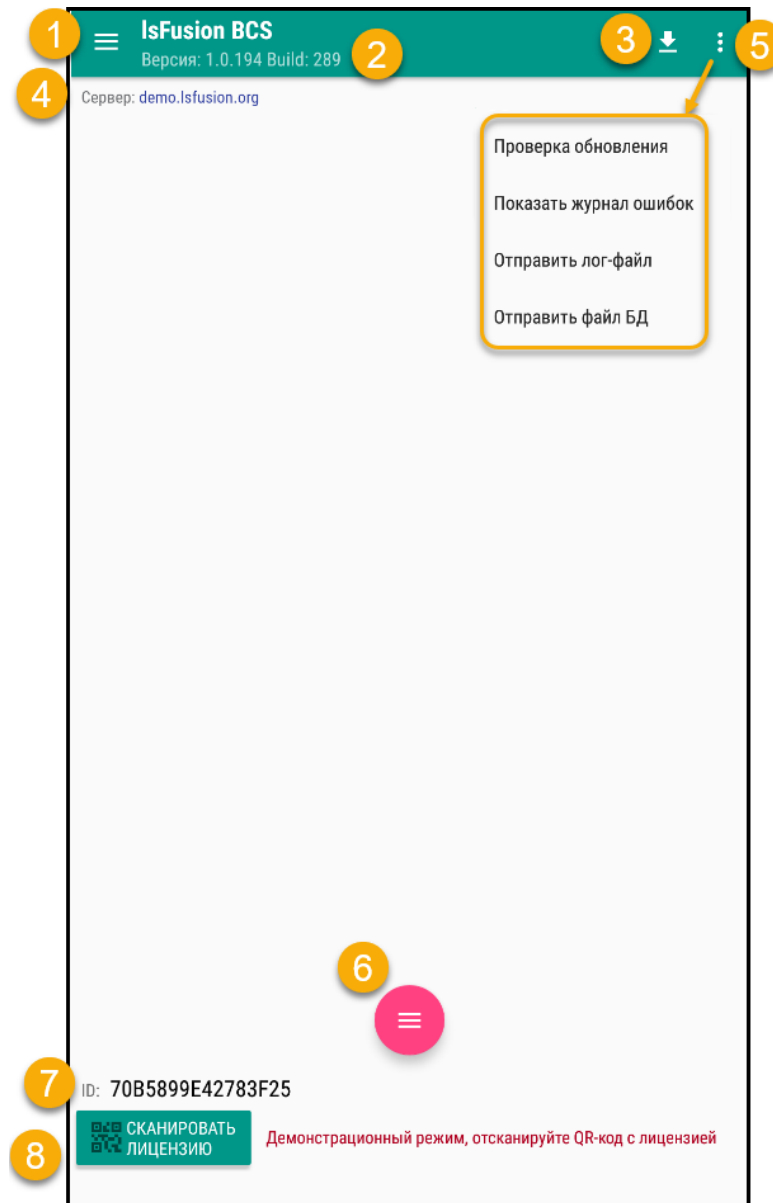 1
lsFusion BCS
Версия: 1.0.194 Build: 289
2
3
5
4
Сервер: demo.lsfusion.org
Проверка обновления
Показать журнал ошибок
Отправить лог-файл
Отправить файл БД
6
7
ID: 70B5899E42783F25
8
СКАНИРОВАТЬ
ЛИЦЕНЗИЮ
Демонстрационный режим, отсканируйте QR-код с лицензией